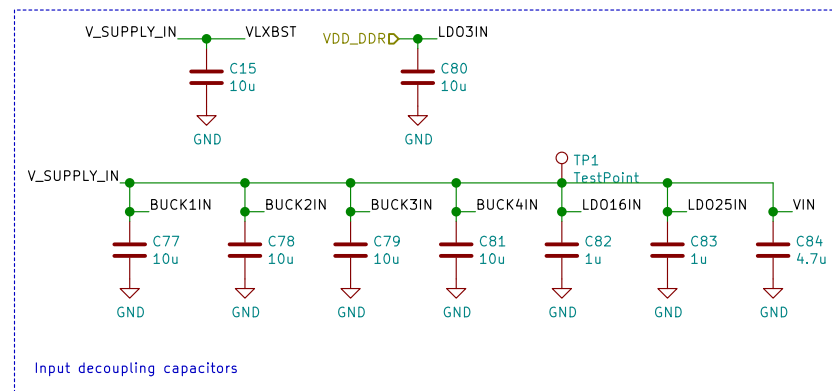 V_SUPPLY_IN VLXBST VDD_DDR LDO3IN
C15 C80
10u 10u
GND GND
TP1
V_SUPPLY_IN TestPoint
BUCK1IN BUCK2IN BUCK3IN BUCK4IN LDO16IN LDO25IN VIN
C77 C78 C79 C81 C82 C83 C84
10u 10u 10u 10u 1u 1u 4.7u
GND GND GND GND GND GND GND
Input decoupling capacitors